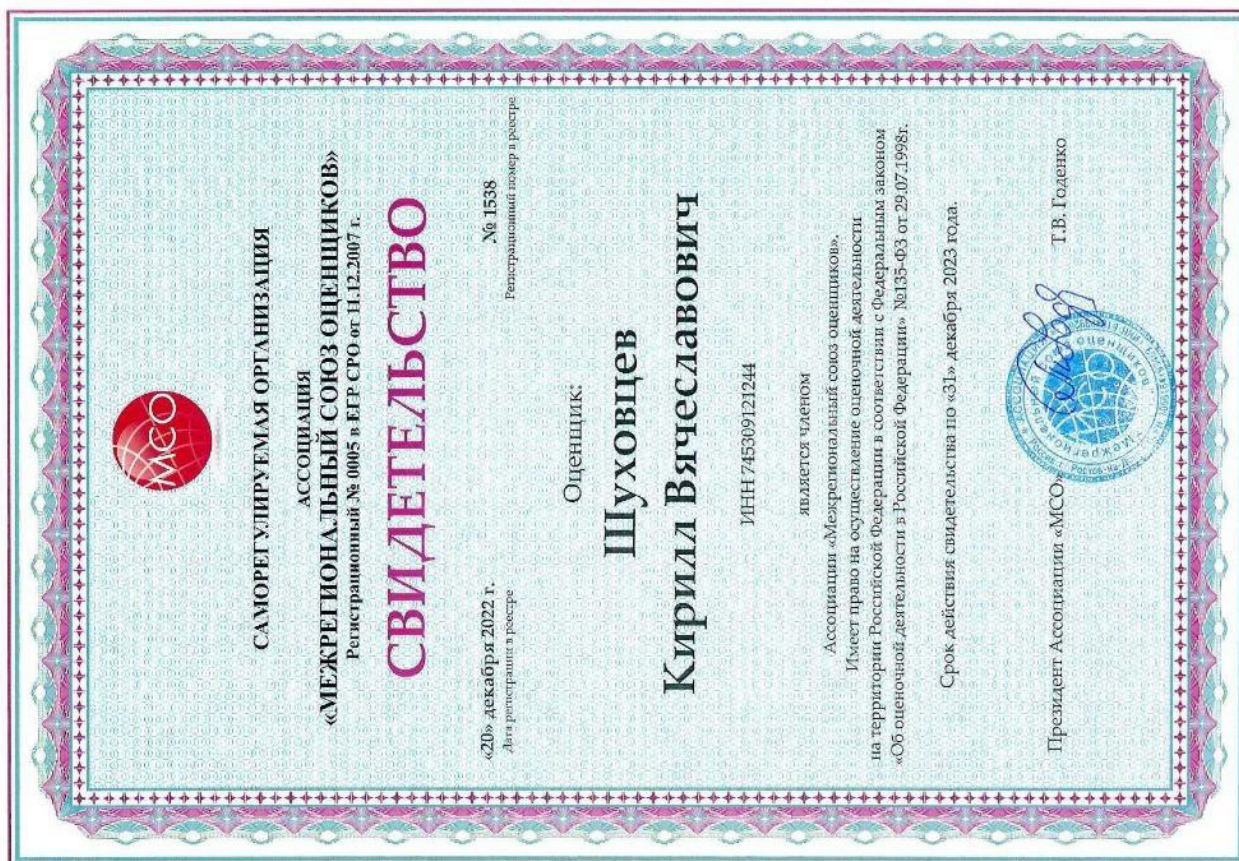 МСО
САМОРЕГУЛИРУЕМАЯ ОРГАНИЗАЦИЯ
АССОЦИАЦИЯ
«МЕЖРЕГИОНАЛЬНЫЙ СОЮЗ ОЦЕНЩИКОВ»
Регистрационный № 0005 в ЕГР СРО от 11.12.2007 г.
СВИДЕТЕЛЬСТВО
«20» декабря 2022 г. № 1538
Дата регистрации в реестре Регистрационный номер в реестре
Оценщик:
Шуховцев
Кирилл Вячеславович
ИНН 745309121244
является членом
Ассоциации «Межрегиональный союз оценщиков».
Имеет право на осуществление оценочной деятельности
на территории Российской Федерации в соответствии с Федеральным законом
«Об оценочной деятельности в Российской Федерации» №135-ФЗ от 29.07.1998г.
Срок действия свидетельства по «31» декабря 2023 года.
Президент Ассоциации «МСО» Т.В. Годенко